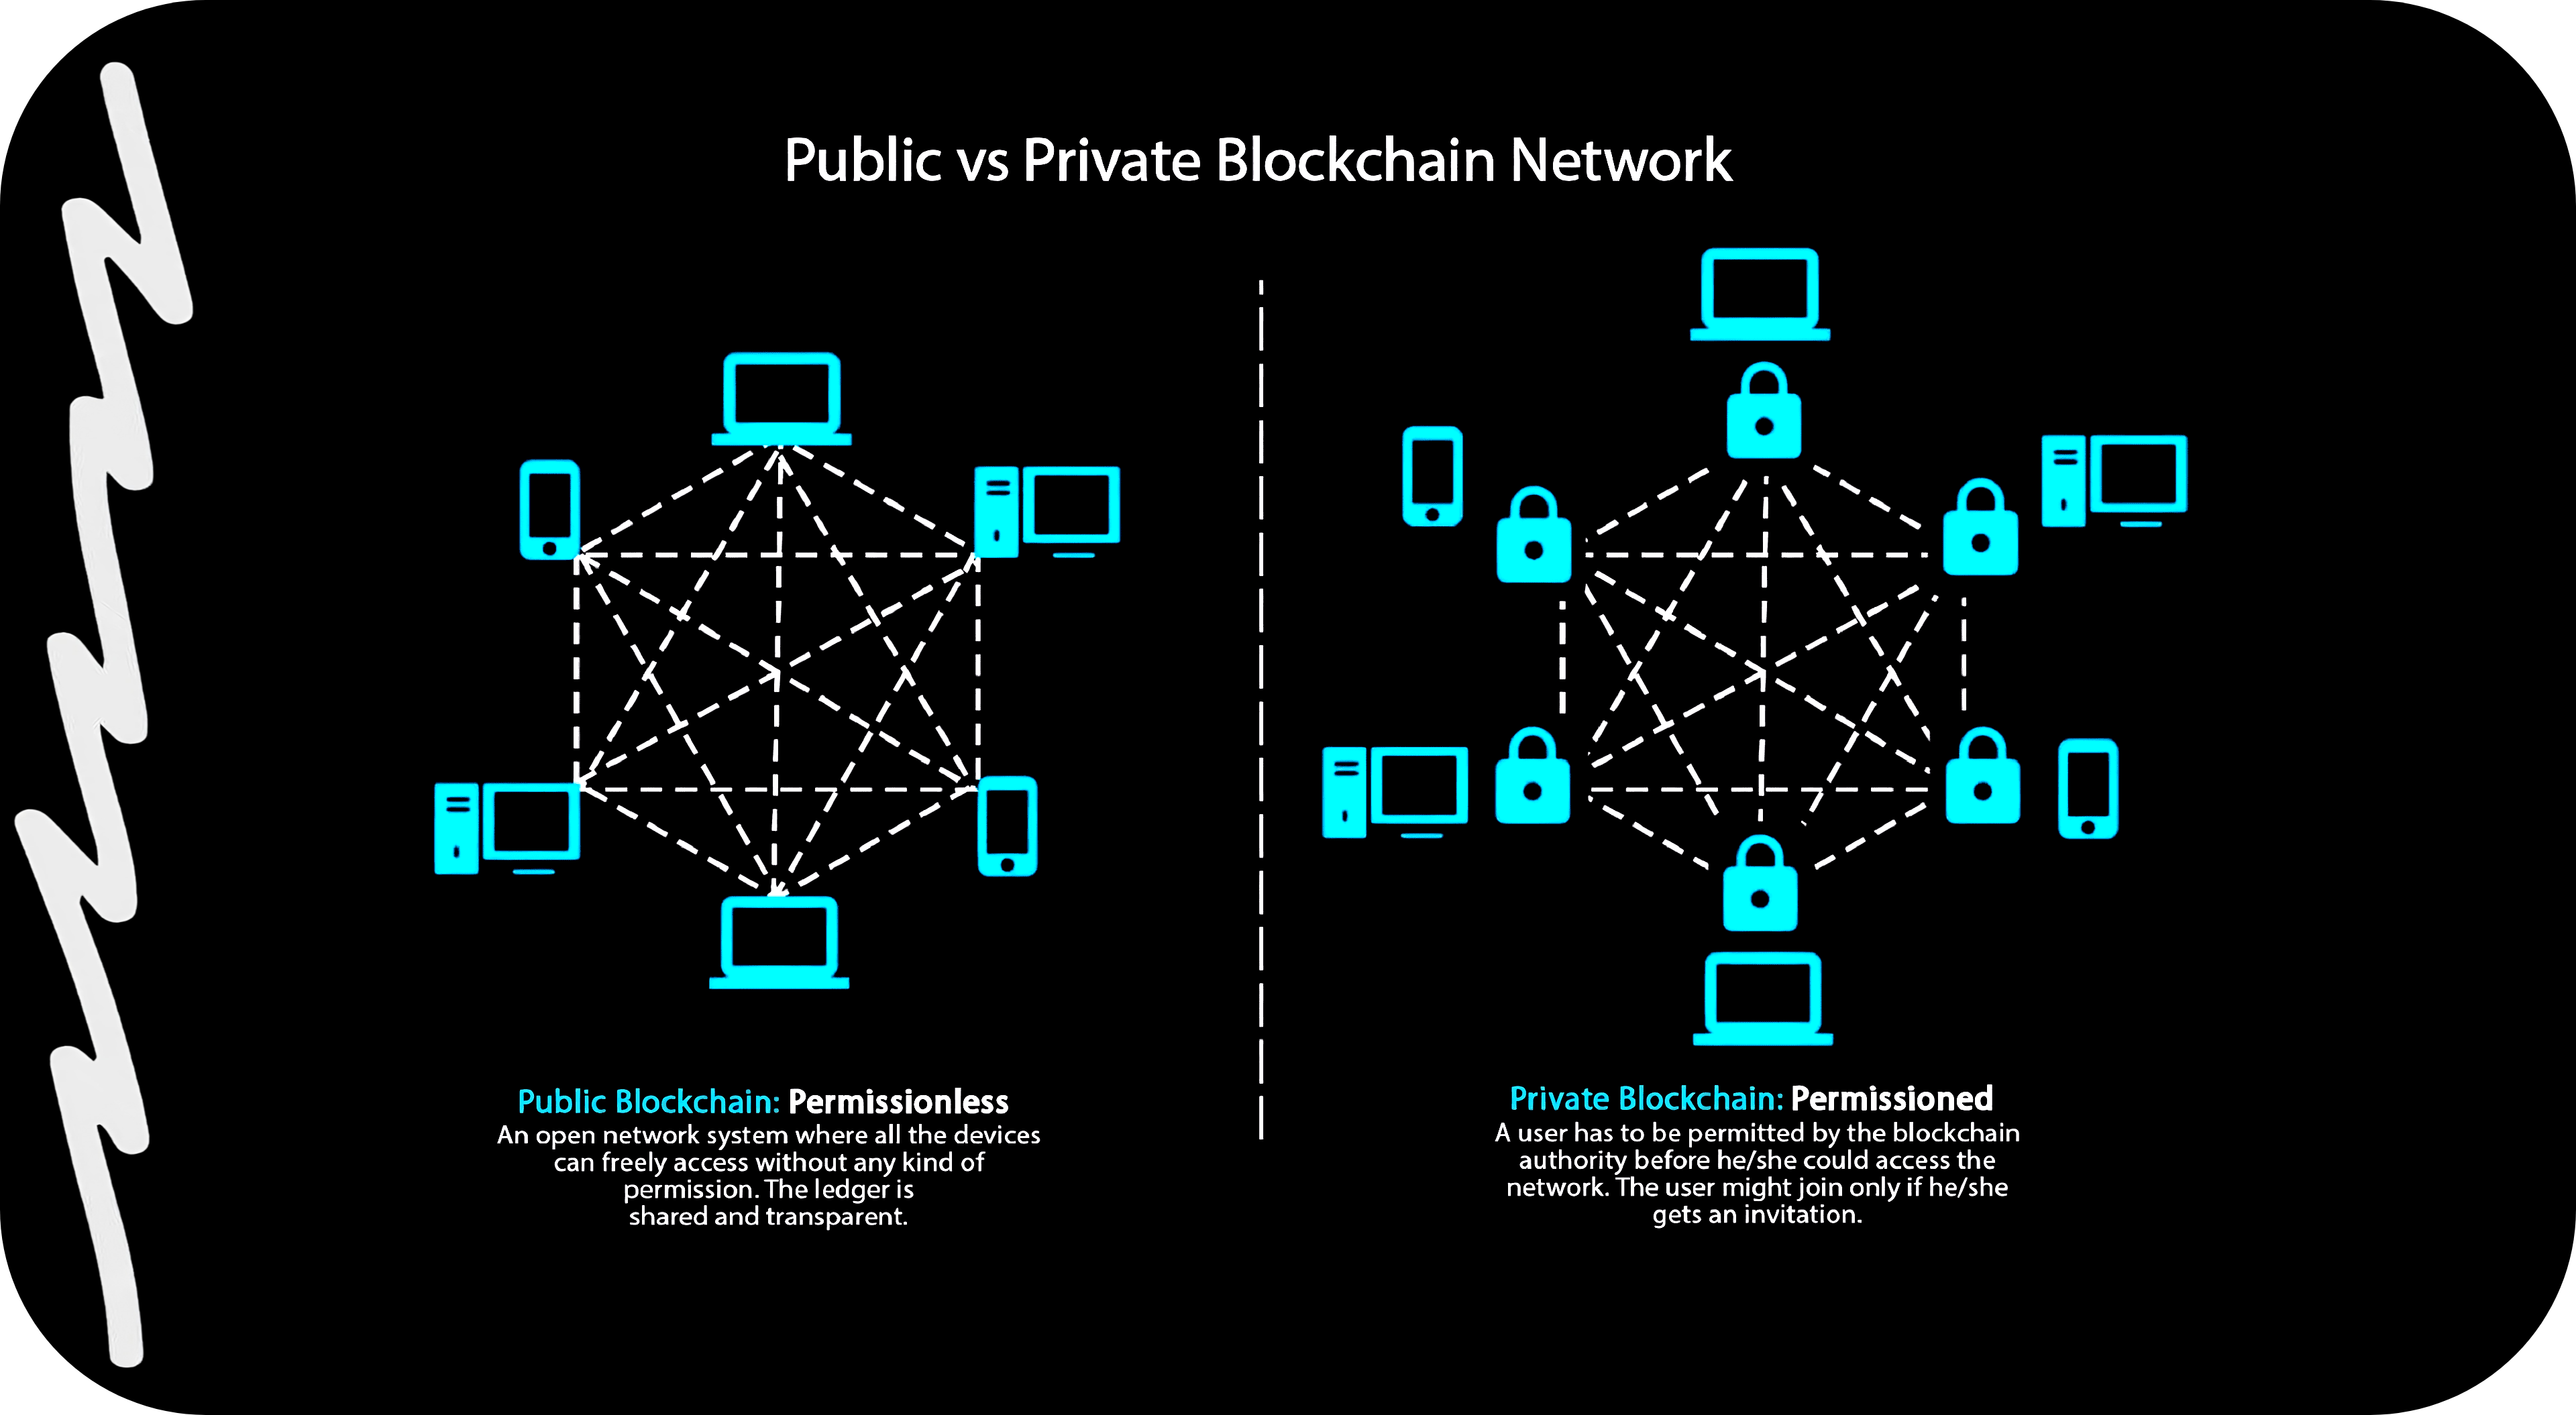 Public vs Private Blockchain Network
Public Blockchain: Permissionless
An open network system where all the devices
can freely access without any kind of
permission. The ledger is
shared and transparent.
Private Blockchain: Permissioned
A user has to be permitted by the blockchain
authority before he/she could access the
network. The user might join only if he/she
gets an invitation.